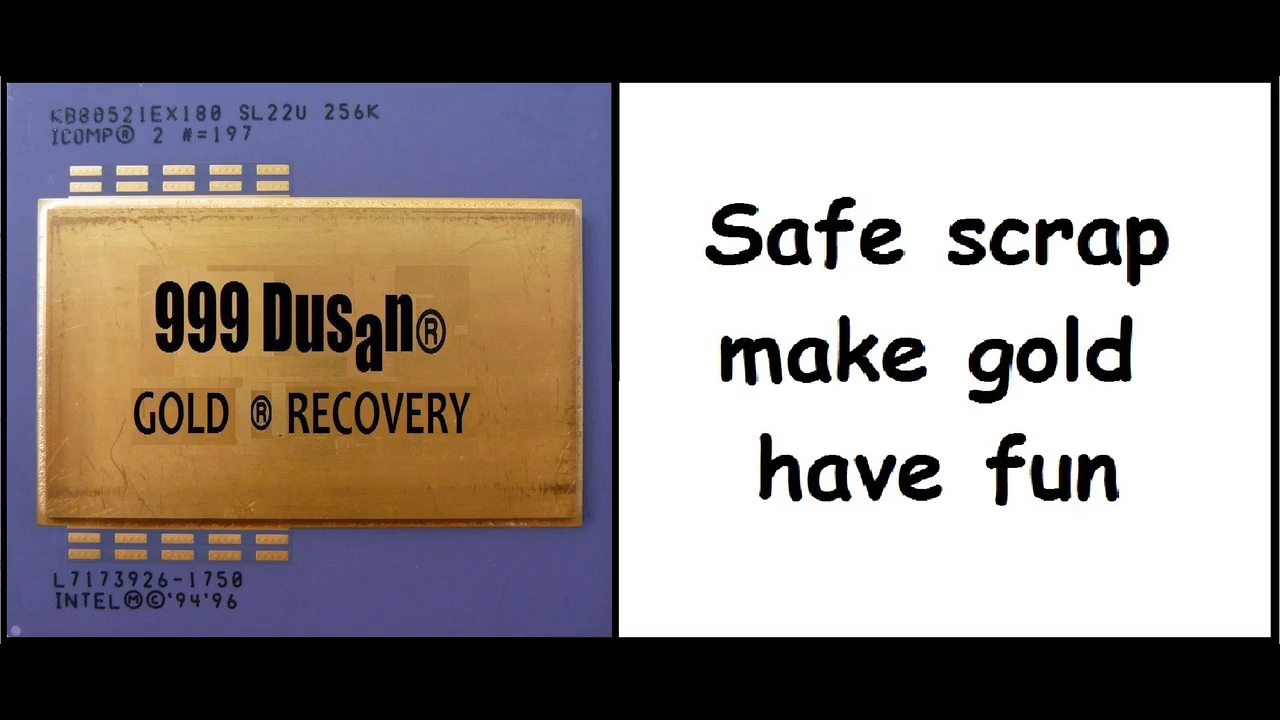 KB80521EX180 SL22U 256K
ICOMP® 2 #=197
999 Dusan®
GOLD ® RECOVERY
L7173926-1750
INTELⓂ©'94'96
Safe scrap
make gold
have fun